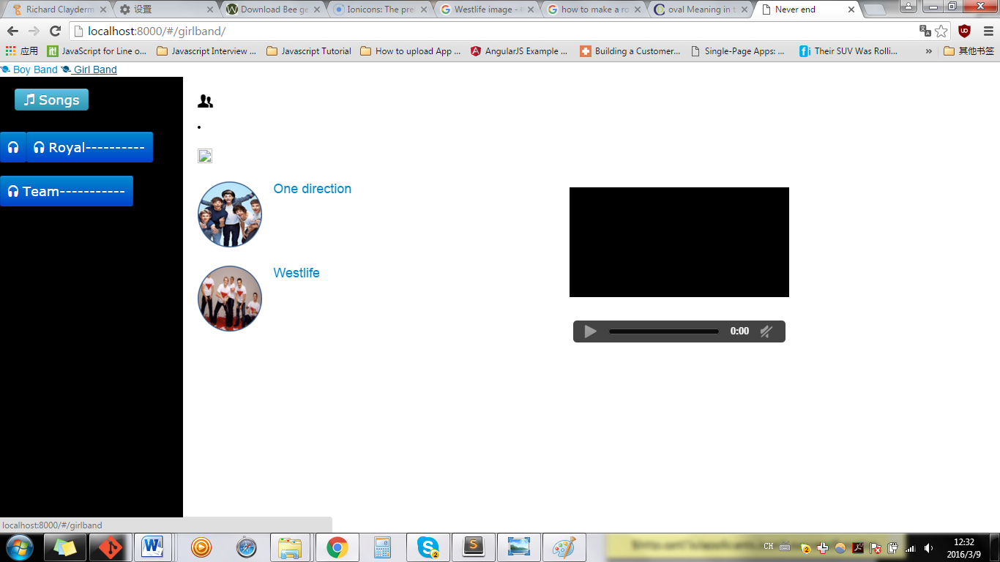 Richard Clayderm
设置
Download Bee ge
Ionicons: The pre
Westlife image -
how to make a ro
oval Meaning in t
Never end
localhost:8000/#/girlband/
应用
JavaScript for Line o...
Javascript Interview ...
Javascript Tutorial
How to upload App ...
AngularJS Example ...
Building a Customer...
Single-Page Apps: ...
Their SUV Was Rolli...
»
其他书签
Boy Band Girl Band
Songs
Royal----------
Team-----------
One direction
Westlife
0:00
localhost:8000/#/girlband
CH
12:32
2016/3/9